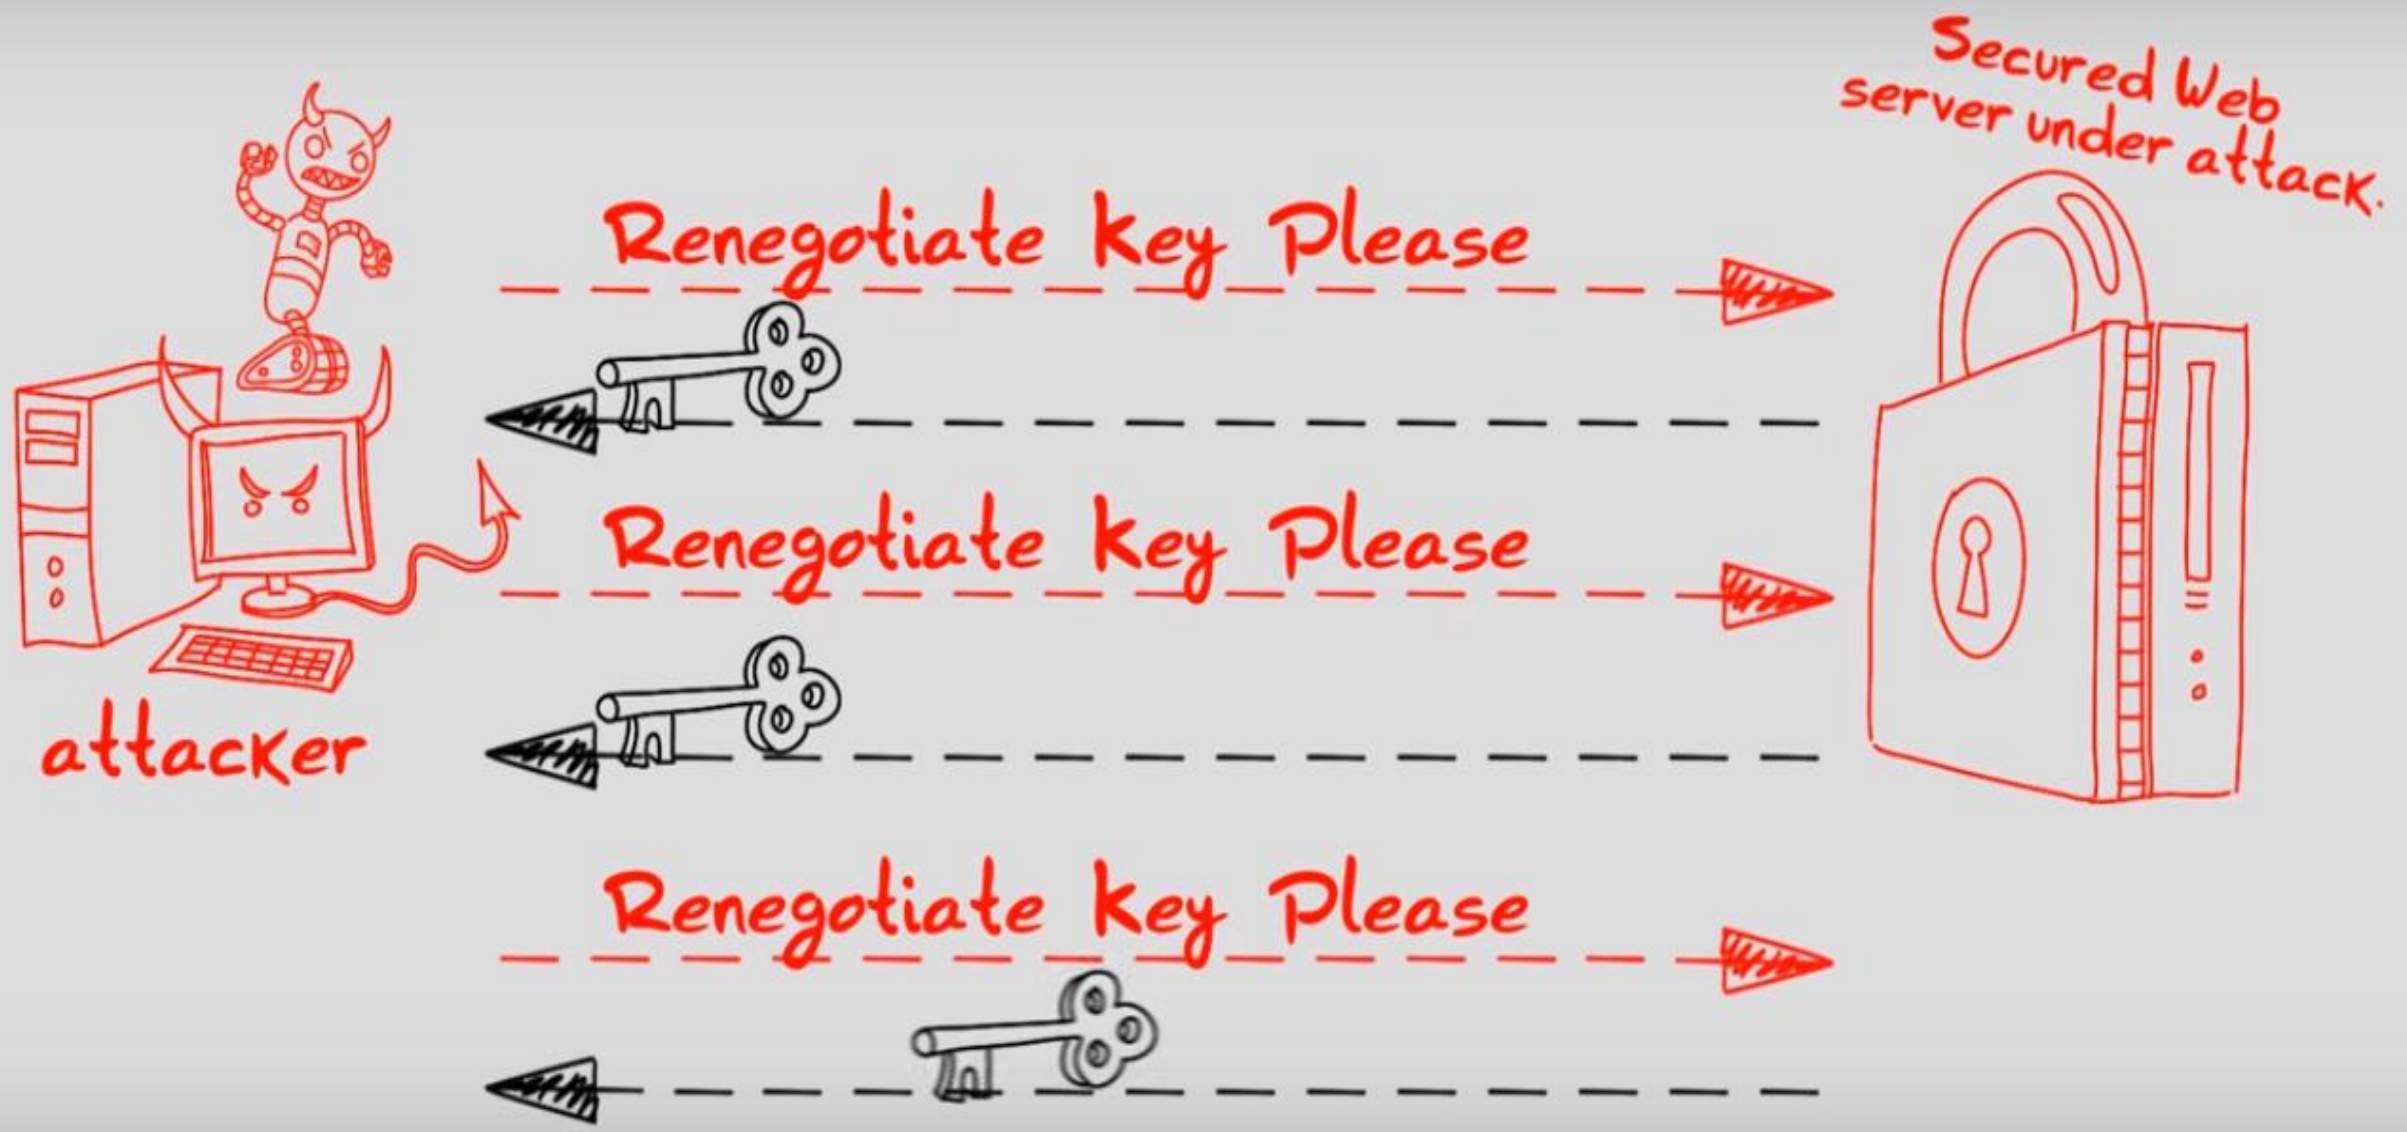 Secured Web
server under attack.
Renegotiate key Please
Renegotiate key Please
attacker
Renegotiate key Please